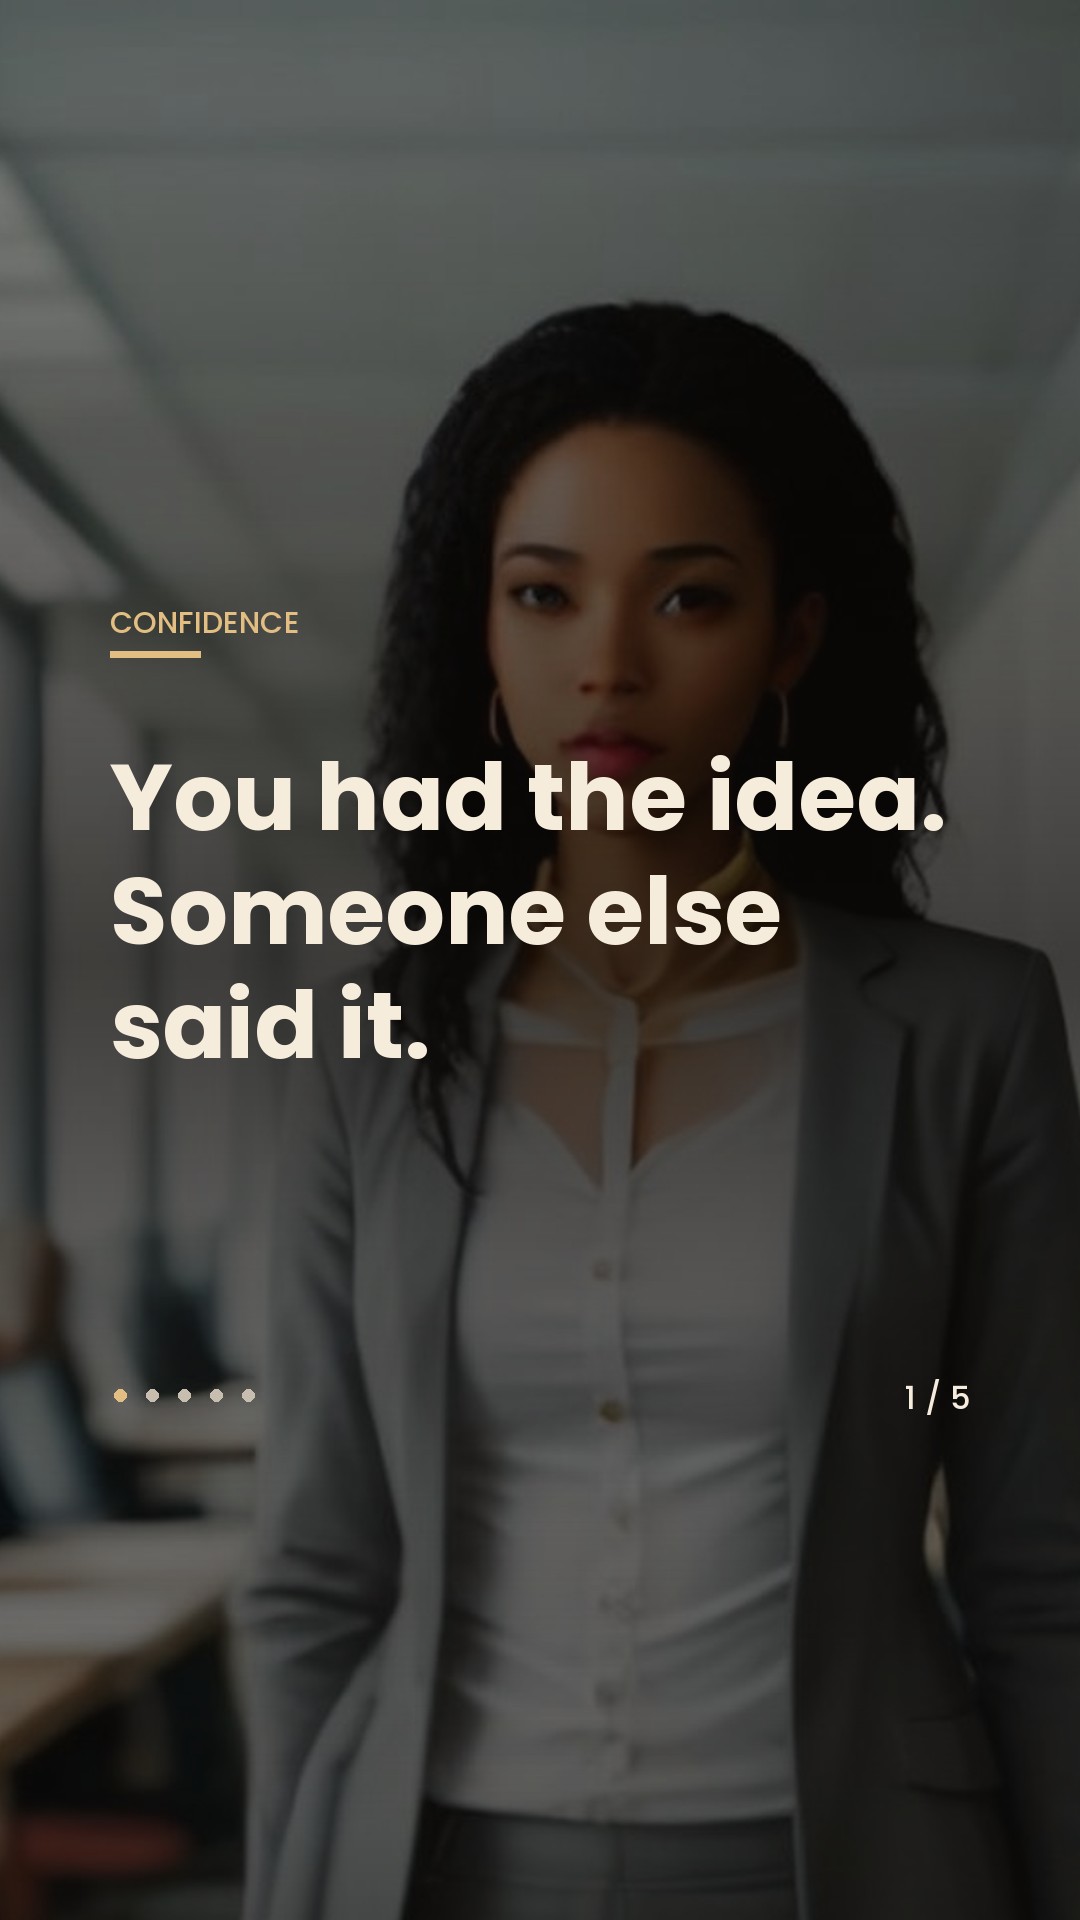 CONFIDENCE
You had the idea.
Someone else
said it.
1 / 5